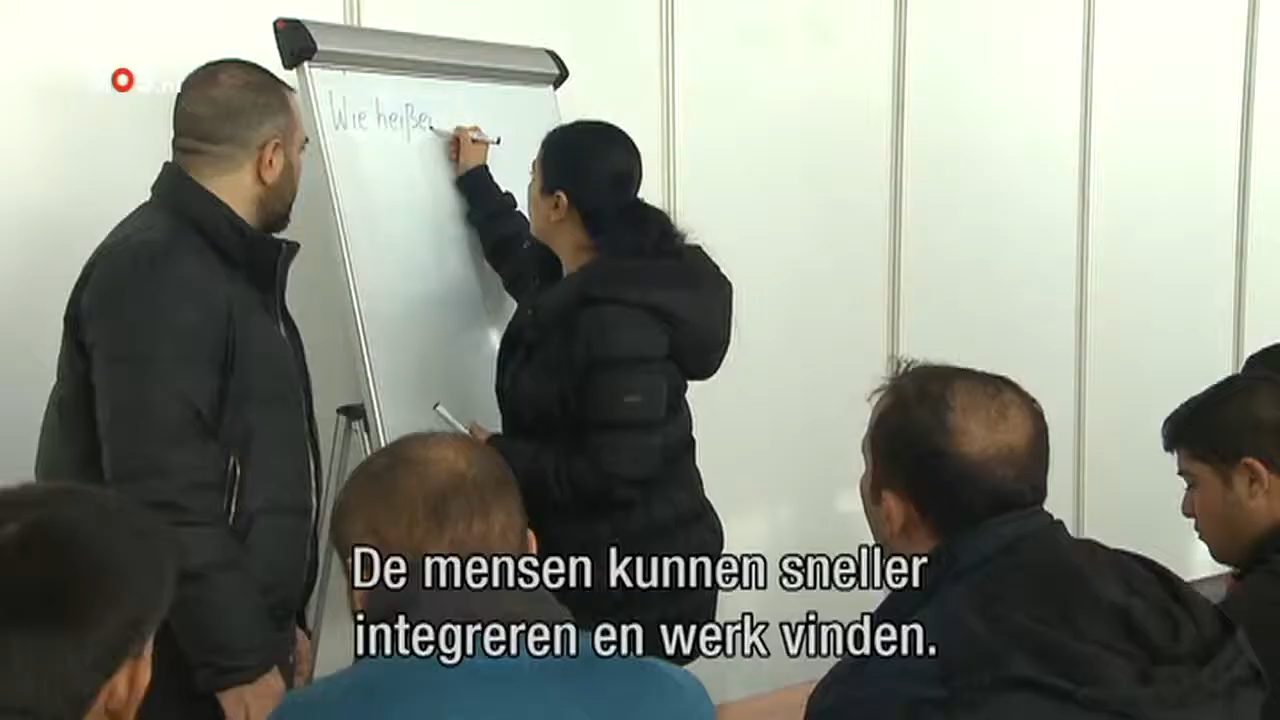 Wie heißen
De mensen kunnen sneller
integreren en werk vinden.